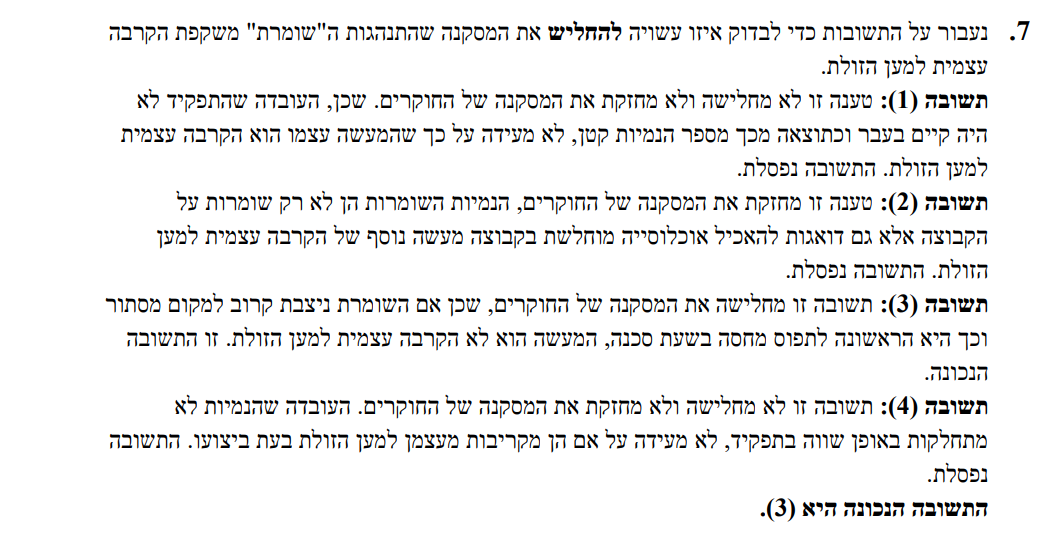 7. נעבור על התשובות כדי לבדוק איזו עשויה להחליש את המסקנה שהתנהגות ה"שומרת" משקפת הקרבה
עצמית למען הזולת.
תשובה (1): טענה זו לא מחלישה ולא מחזקת את המסקנה של החוקרים. שכן, העובדה שהתפקיד לא
היה קיים בעבר וכתוצאה מכך מספר הנמיות קטן, לא מעידה על כך שהמעשה עצמו הוא הקרבה עצמית
למען הזולת. התשובה נפסלת.
תשובה (2): טענה זו מחזקת את המסקנה של החוקרים, הנמיות השומרות הן לא רק שומרות על
הקבוצה אלא גם דואגות להאכיל אוכלוסייה מוחלשת בקבוצה מעשה נוסף של הקרבה עצמית למען
הזולת. התשובה נפסלת.
תשובה (3): תשובה זו מחלישה את המסקנה של החוקרים, שכן אם השומרת ניצבת קרוב למקום מסתור
וכך היא הראשונה לתפוס מחסה בשעת סכנה, המעשה הוא לא הקרבה עצמית למען הזולת. זו התשובה
הנכונה.
תשובה (4): תשובה זו לא מחלישה ולא מחזקת את המסקנה של החוקרים. העובדה שהנמיות לא
מתחלקות באופן שווה בתפקיד, לא מעידה על אם הן מקריבות מעצמן למען הזולת בעת ביצועו. התשובה
נפסלת.
התשובה הנכונה היא (3).